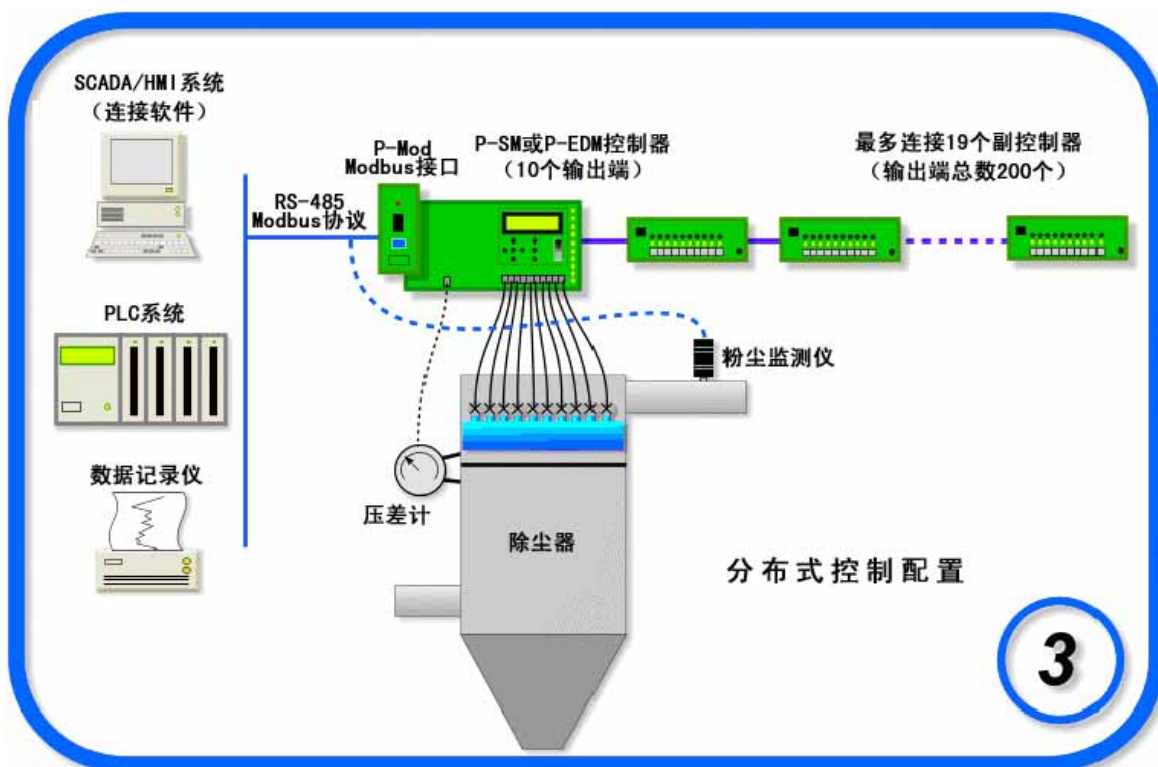 SCADA/HMI系统
（连接软件）
P-Mod
Modbus接口
P-SM或P-EDM控制器
（10个输出端）
最多连接19个副控制器
（输出端总数200个）
RS-485
Modbus协议
PLC系统
粉尘监测仪
数据记录仪
压差计
除尘器
分布式控制配置
3